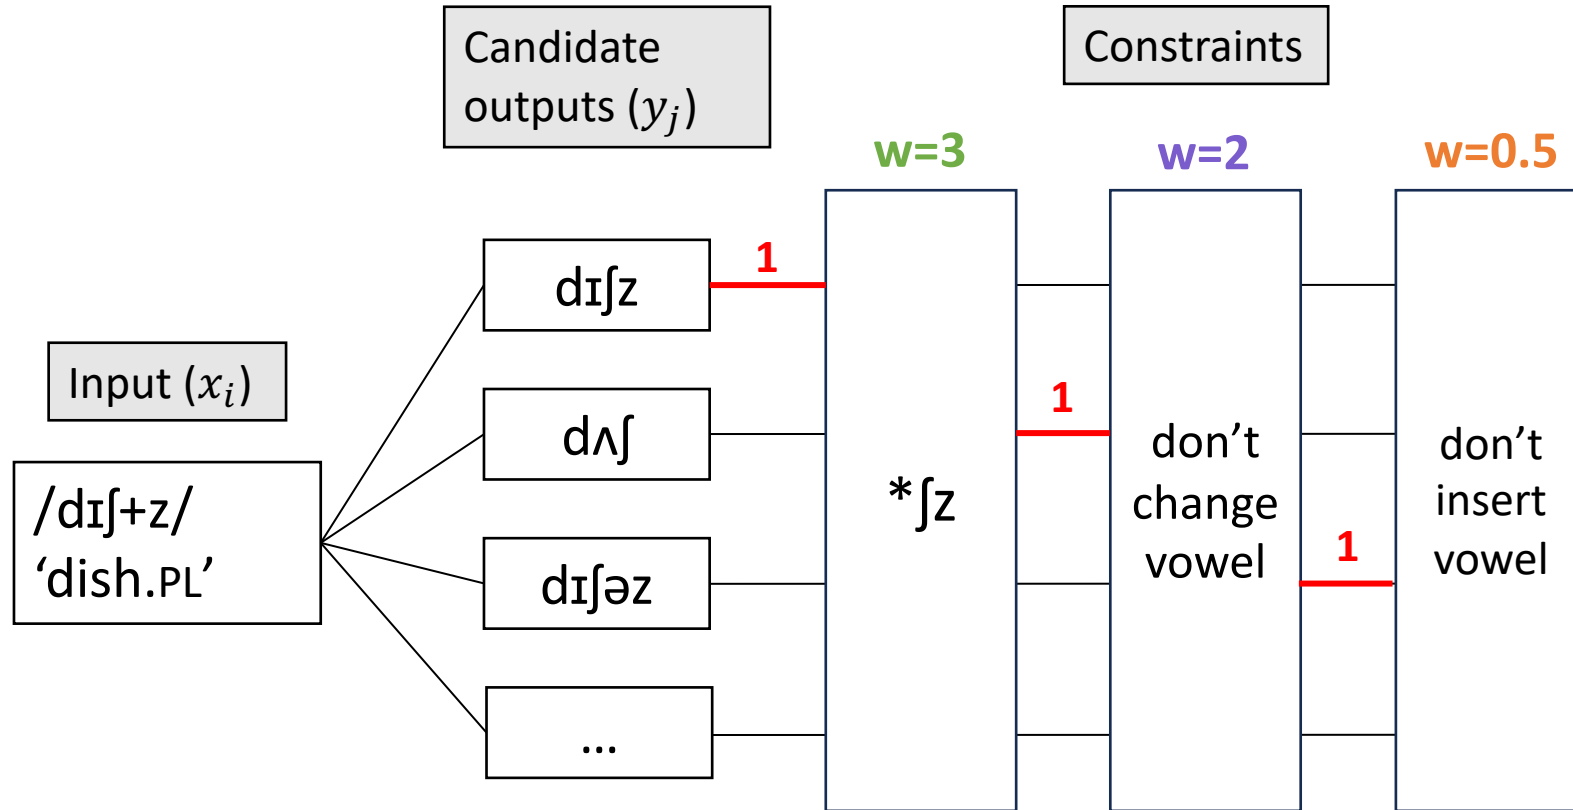 Candidate
outputs (𝑦𝑗)
Constraints
w=3
w=2
w=0.5
Input (𝑥𝑖)
/dɪʃ+z/
‘dish.PL’
dɪʃz
dʌʃ
dɪʃəz
...
1
1
1
*ʃz
don’t
change
vowel
don’t
insert
vowel